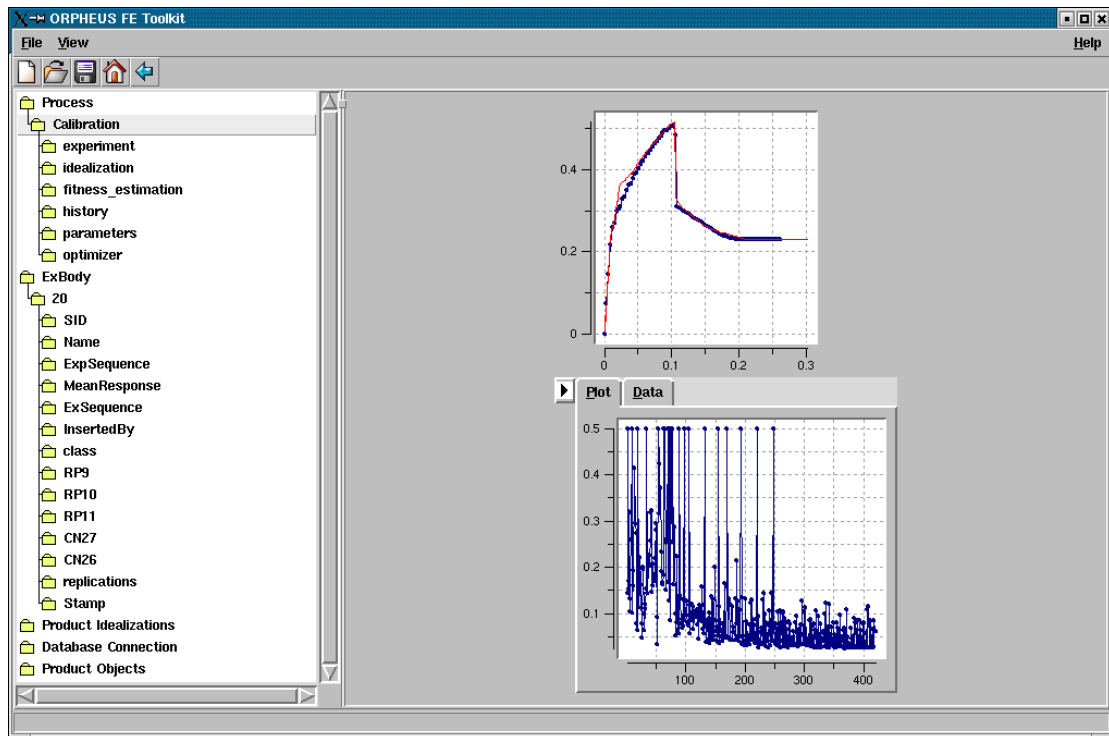 ORPHEUS FE Toolkit
File View Help
Process
Calibration
experiment
idealization
fitness_estimation
history
parameters
optimizer
ExBody
20
SID
Name
ExpSequence
MeanResponse
ExSequence
InsertedBy
class
RP9
RP10
RP11
CN27
CN26
replications
Stamp
Product Idealizations
Database Connection
Product Objects
0.4
0.2
0
0 0.1 0.2 0.3
Plot Data
0.5
0.4
0.3
0.2
0.1
100 200 300 400